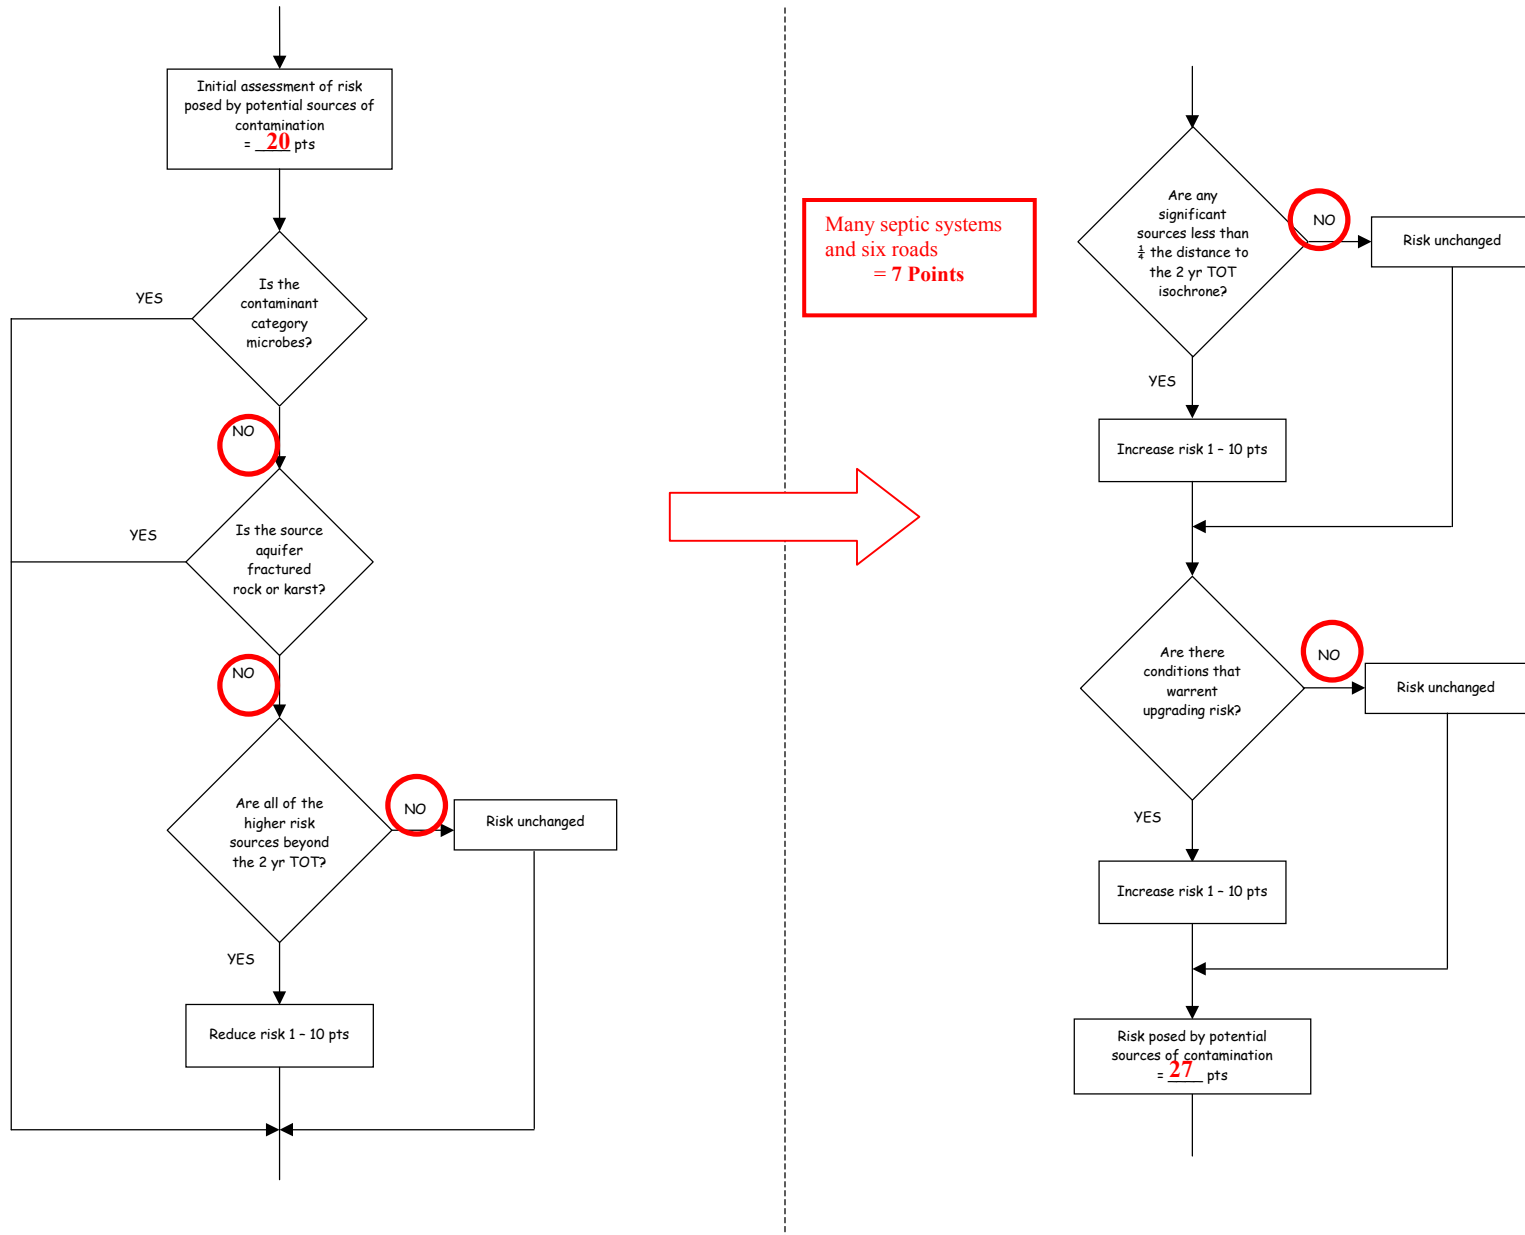 Initial assessment of risk
posed by potential sources of
contamination
= 20 pts
Is the
contaminant
category
microbes?
YES
NO
Is the source
aquifer
fractured
rock or karst?
YES
NO
Are all of the
higher risk
sources beyond
the 2 yr TOT?
NO
Risk unchanged
YES
Reduce risk 1 – 10 pts
Many septic systems
and six roads
= 7 Points
Are any
significant
sources less than
¼ the distance to
the 2 yr TOT
isochrone?
NO
Risk unchanged
YES
Increase risk 1 – 10 pts
Are there
conditions that
warrent
upgrading risk?
NO
Risk unchanged
YES
Increase risk 1 – 10 pts
Risk posed by potential
sources of contamination
= 27 pts